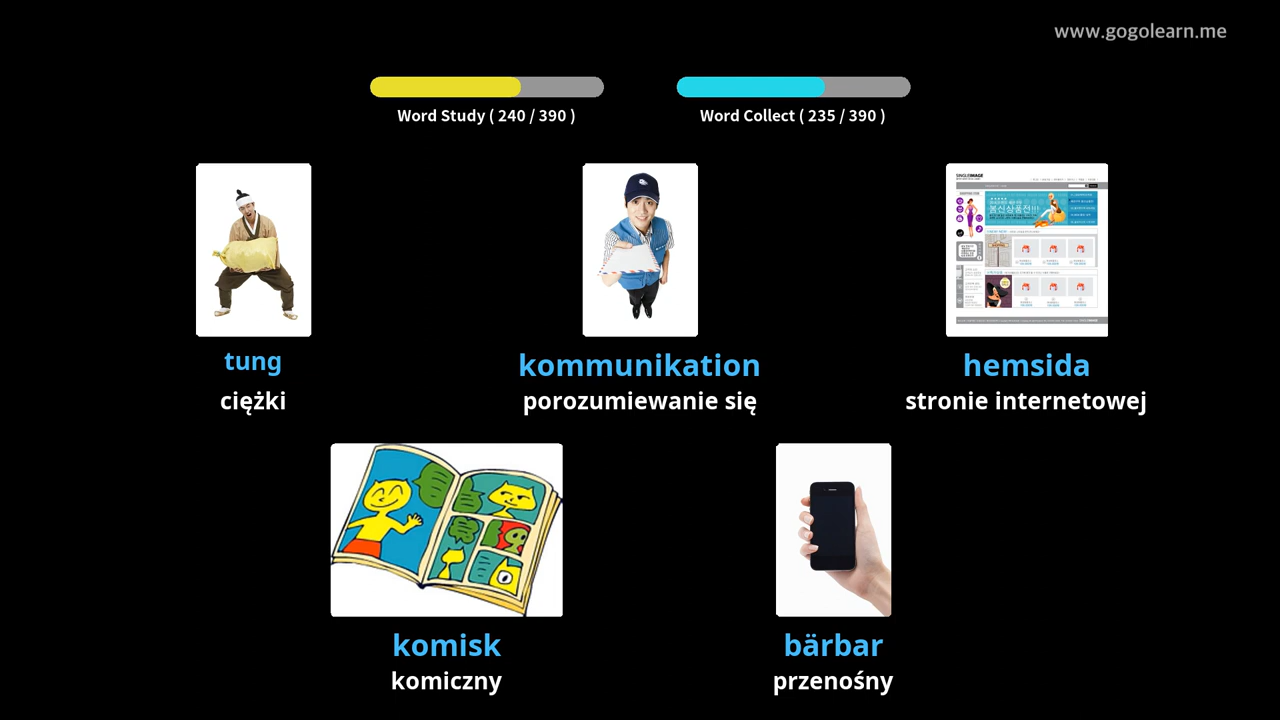 www.gogolearn.me
Word Study ( 240 / 390 )
Word Collect ( 235 / 390 )
tung
kommunikation
hemsida
ciężki
porozumiewanie się
stronie internetowej
komisk
bärbar
komiczny
przenośny